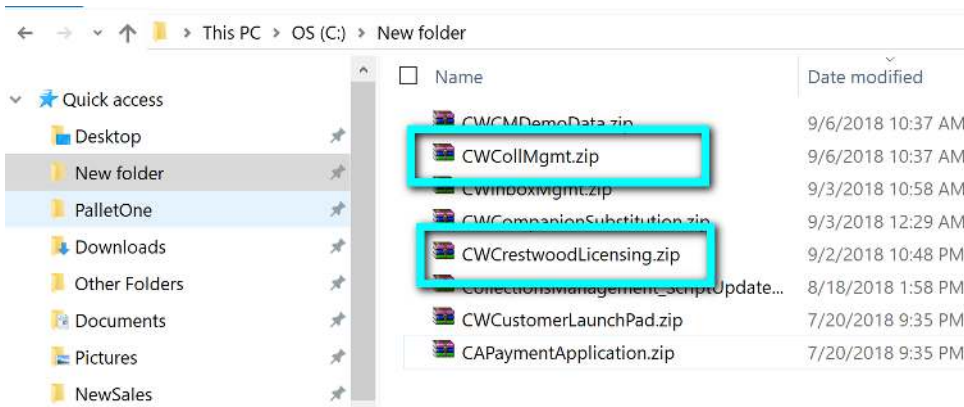 This PC > OS (C:) > New folder
Name Date modified
Quick access
Desktop
New folder
PalletOne
Downloads
Other Folders
Documents
Pictures
NewSales
CWCMDemoData.zip 9/6/2018 10:37 AM
CWCollMgmt.zip 9/6/2018 10:37 AM
CWInboxMgmt.zip 9/3/2018 10:58 AM
CWCompanionSubstitution.zip 9/3/2018 12:29 AM
CWCrestwoodLicensing.zip 9/2/2018 10:48 PM
CollectionsManagement_ScriptUpdate... 8/18/2018 1:58 PM
CWCustomerLaunchPad.zip 7/20/2018 9:35 PM
CAPaymentApplication.zip 7/20/2018 9:35 PM